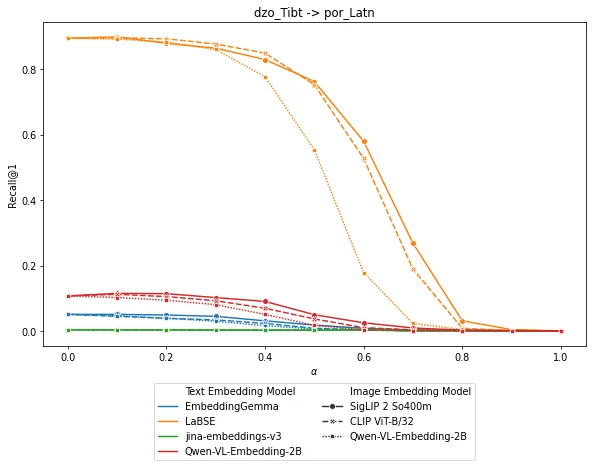 dzo_Tibt -> por_Latn
Recall@1
0.8
0.6
0.4
0.2
0.0
0.0 0.2 0.4 0.6 0.8 1.0
α
Text Embedding Model Image Embedding Model
EmbeddingGemma SigLIP 2 So400m
LaBSE CLIP ViT-B/32
jina-embeddings-v3 Qwen-VL-Embedding-2B
Qwen-VL-Embedding-2B